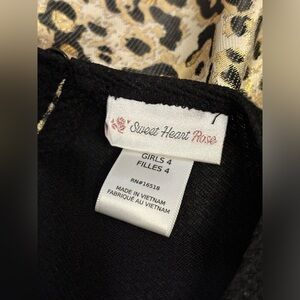 Sweet Heart Rose
GIRLS 4
FILLES 4
RN#16518
MADE IN VIETNAM
FABRIQUÉ AU VIETNAM